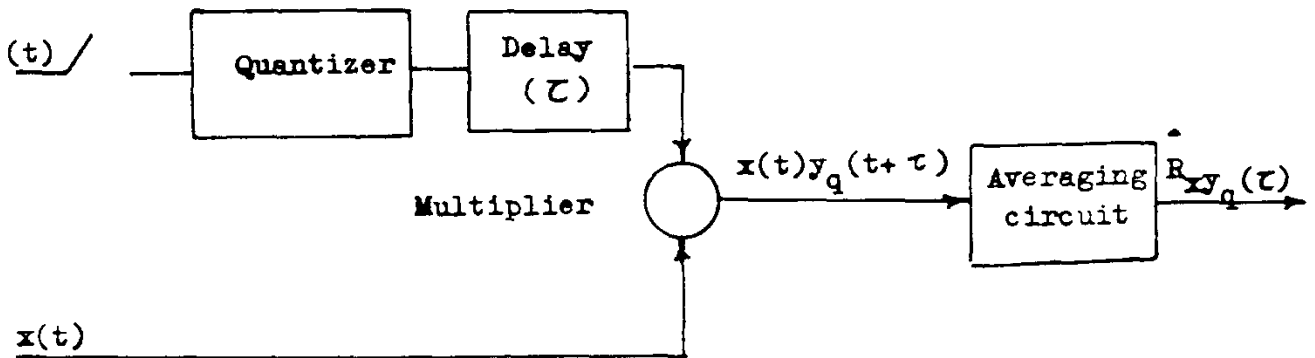 (t)
Quantizer
Delay
(τ)
Multiplier
x(t)y_q(t+ τ)
Averaging
circuit
R̂_xy_q(τ)
x(t)